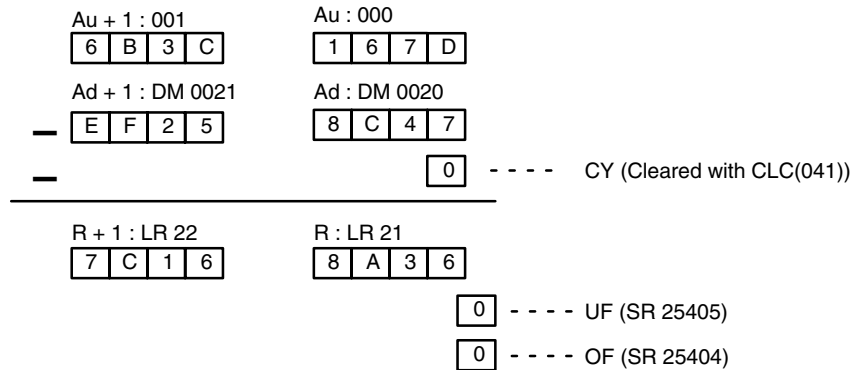 Au + 1 : 001 Au : 000
6 B 3 C 1 6 7 D
Ad + 1 : DM 0021 Ad : DM 0020
– E F 2 5 8 C 4 7
– 0 - - - - CY (Cleared with CLC(041))
R + 1 : LR 22 R : LR 21
7 C 1 6 8 A 3 6
0 - - - - UF (SR 25405)
0 - - - - OF (SR 25404)